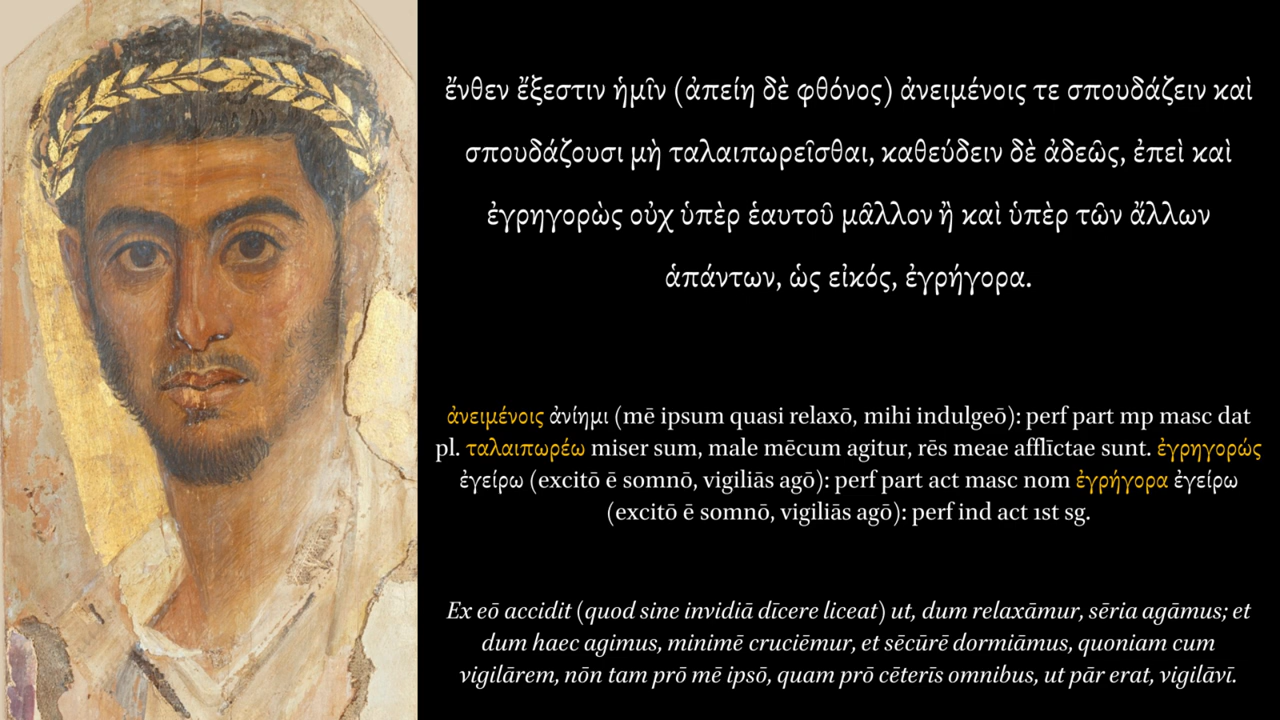 ἔνθεν ἔξεστιν ἡμῖν (ἀπείη δὲ φθόνος) ἀνειμένοις τε σπουδάζειν καὶ
σπουδάζουσι μὴ ταλαιπωρεῖσθαι, καθεύδειν δὲ ἀδεῶς, ἐπεὶ καὶ
ἐγρηγορὼς οὐχ ὑπὲρ ἑαυτοῦ μᾶλλον ἢ καὶ ὑπὲρ τῶν ἄλλων
ἁπάντων, ὡς εἰκός, ἐγρήγορα.
ἀνειμένοις ἀνίημι (mē ipsum quasi relaxō, mihi indulgeō): perf part mp masc dat
pl. ταλαιπωρέω miser sum, male mēcum agitur, rēs meae afflīctae sunt. ἐγρηγορώς
ἐγείρω (excitō ē somnō, vigiliās agō): perf part act masc nom ἐγρήγορα ἐγείρω
(excitō ē somnō, vigiliās agō): perf ind act 1st sg.
Ex eō accidit (quod sine invidiā dīcere liceat) ut, dum relaxāmur, sēria agāmus; et
dum haec agimus, minimē cruciēmur, et sēcūrē dormiāmus, quoniam cum
vigilārem, nōn tam prō mē ipsō, quam prō cēterīs omnibus, ut pār erat, vigilāvī.